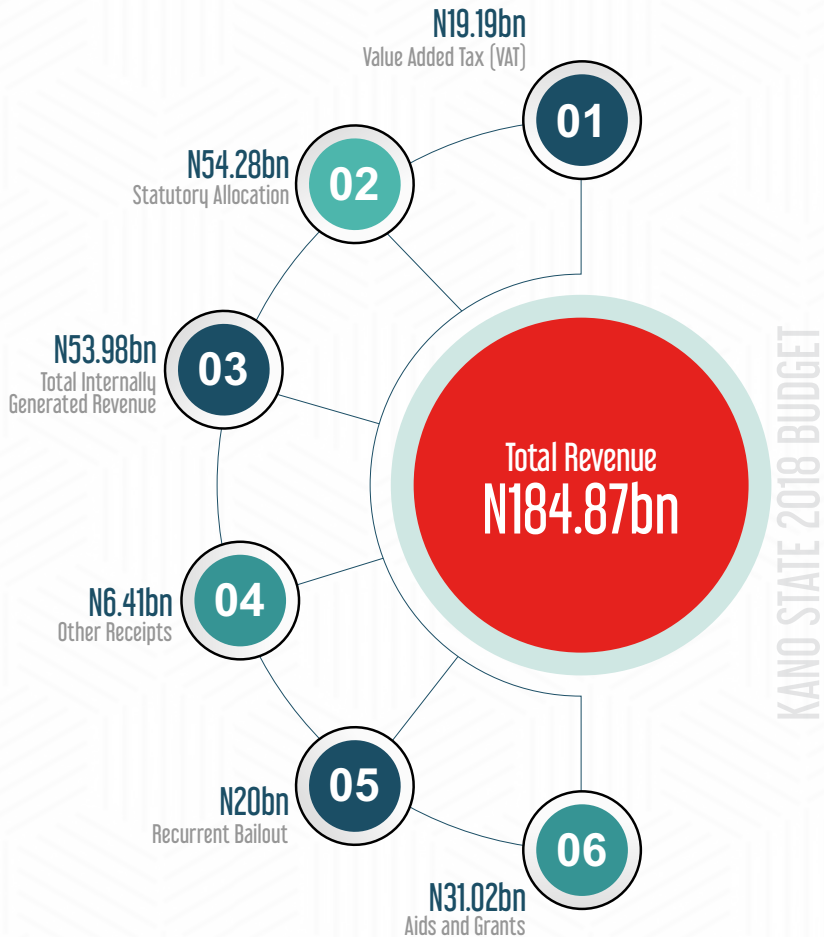 N19.19bn
Value Added Tax (VAT)
01
N54.28bn
Statutory Allocation
02
N53.98bn
Total Internally
Generated Revenue
03
Total Revenue
N184.87bn
N6.41bn
Other Receipts
04
N20bn
Recurrent Bailout
05
N31.02bn
Aids and Grants
06
KANO STATE 2018 BUDGET